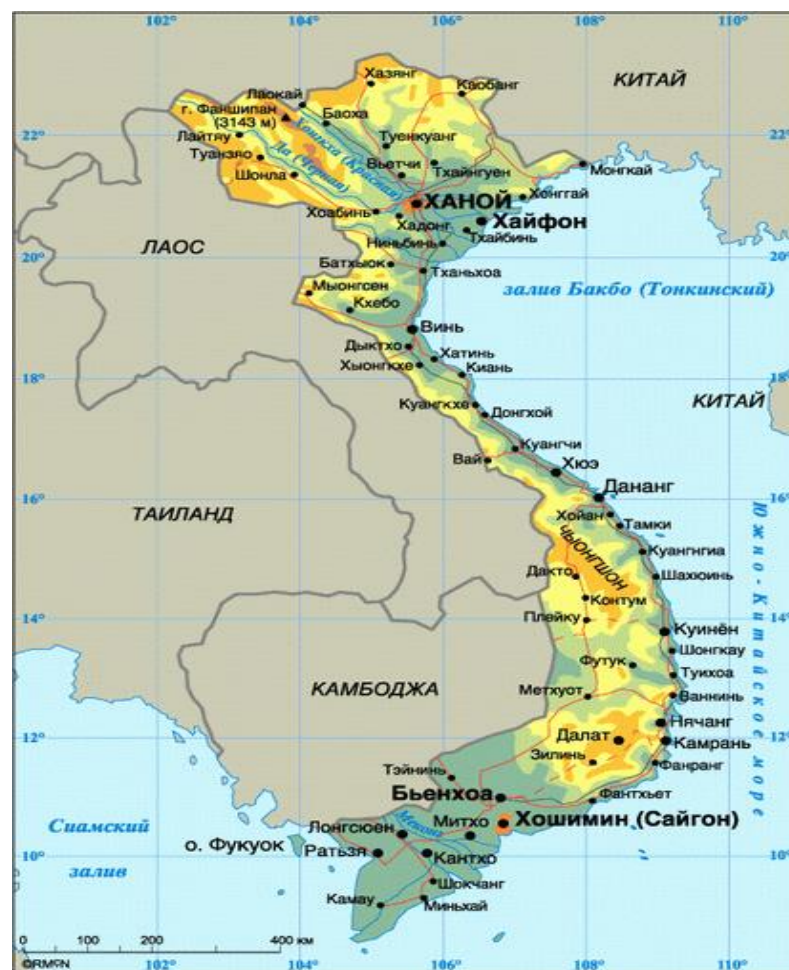 102°
104°
106°
108°
110°
Хазянг
Каобанг
КИТАЙ
Лаокай
г. Фаншипан
(3143 м)
Баоха
22°
22°
Лайтяу
Хонгха (Красная)
Туенкуанг
Туанзяо
Да (Черная)
Вьетчи
Тхайнгуен
Монгкай
Шонла
Хонггай
ХАНОЙ
Хоабинь
Хайфон
Хадонг
Тхайбинь
Ниньбинь
ЛАОС
20°
20°
Батхыок
Тханьхоа
Мыонгсен
залив Бакбо (Тонкинский)
Кхебо
Винь
Дыктхо
Хатинь
Хыонгкхе
Киань
18°
18°
КИТАЙ
Куангкхе
Донгхой
Куангчи
Вай
Хюэ
Дананг
16°
16°
Хойан
ТАИЛАНД
Тамки
ЧЫОНГШОН
Куангнгиа
Дакто
Шахюинь
Контум
Южно-Китайское море
14°
14°
Плейку
Куинён
Шонгкау
Футук
Туихоа
КАМБОДЖА
Метхуот
Ваннинь
12°
12°
Нячанг
Далат
Камрань
Зилинь
Фанранг
Тэйнинь
Бьенхоа
Фантхьет
Сиамский
залив
Меконг
Митхо
Хошимин (Сайгон)
Лонгсюен
о. Фукуок
10°
10°
Ратьзя
Кантхо
Шокчанг
Камау
Миньхай
0
100
200
400 км
102°
104°
106°
108°
110°